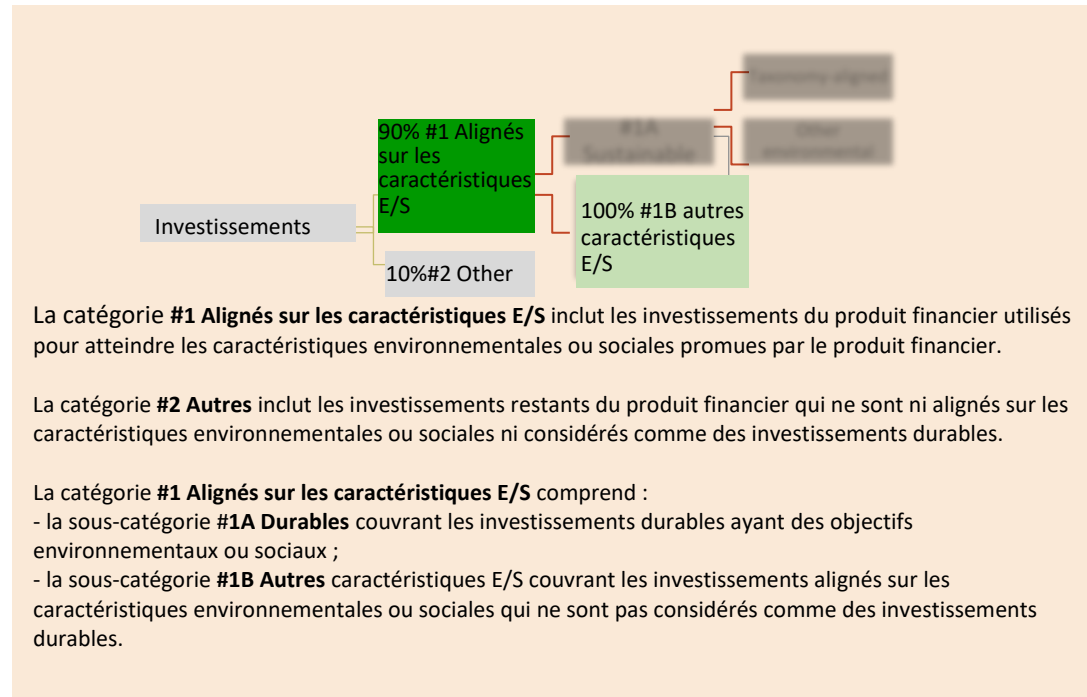 Taxonomy aligned
90% #1 Alignés
sur les
caractéristiques
E/S
#1A
Sustainable
Other
environmental
Investissements
100% #1B autres
caractéristiques
E/S
10%#2 Other
La catégorie #1 Alignés sur les caractéristiques E/S inclut les investissements du produit financier utilisés
pour atteindre les caractéristiques environnementales ou sociales promues par le produit financier.
La catégorie #2 Autres inclut les investissements restants du produit financier qui ne sont ni alignés sur les
caractéristiques environnementales ou sociales ni considérés comme des investissements durables.
La catégorie #1 Alignés sur les caractéristiques E/S comprend :
- la sous-catégorie #1A Durables couvrant les investissements durables ayant des objectifs
environnementaux ou sociaux ;
- la sous-catégorie #1B Autres caractéristiques E/S couvrant les investissements alignés sur les
caractéristiques environnementales ou sociales qui ne sont pas considérés comme des investissements
durables.